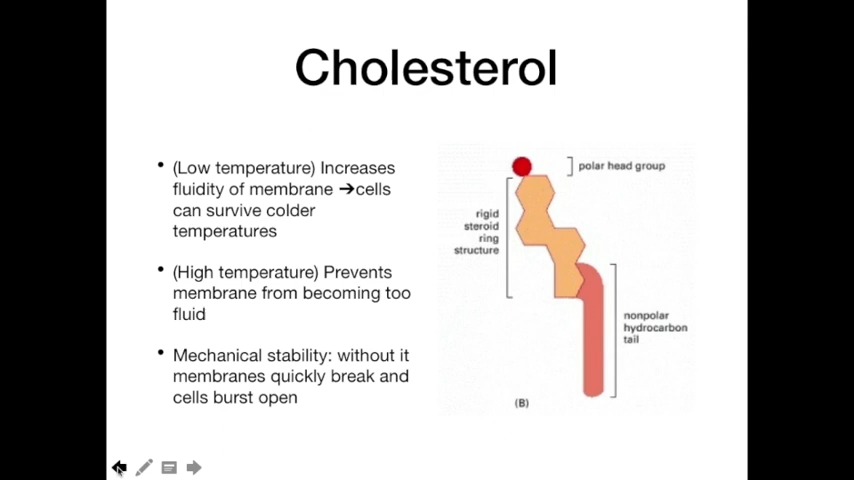 Cholesterol
• (Low temperature) Increases
fluidity of membrane ➔cells
can survive colder
temperatures
• (High temperature) Prevents
membrane from becoming too
fluid
• Mechanical stability: without it
membranes quickly break and
cells burst open
polar head group
rigid
steroid
ring
structure
nonpolar
hydrocarbon
tail
(B)